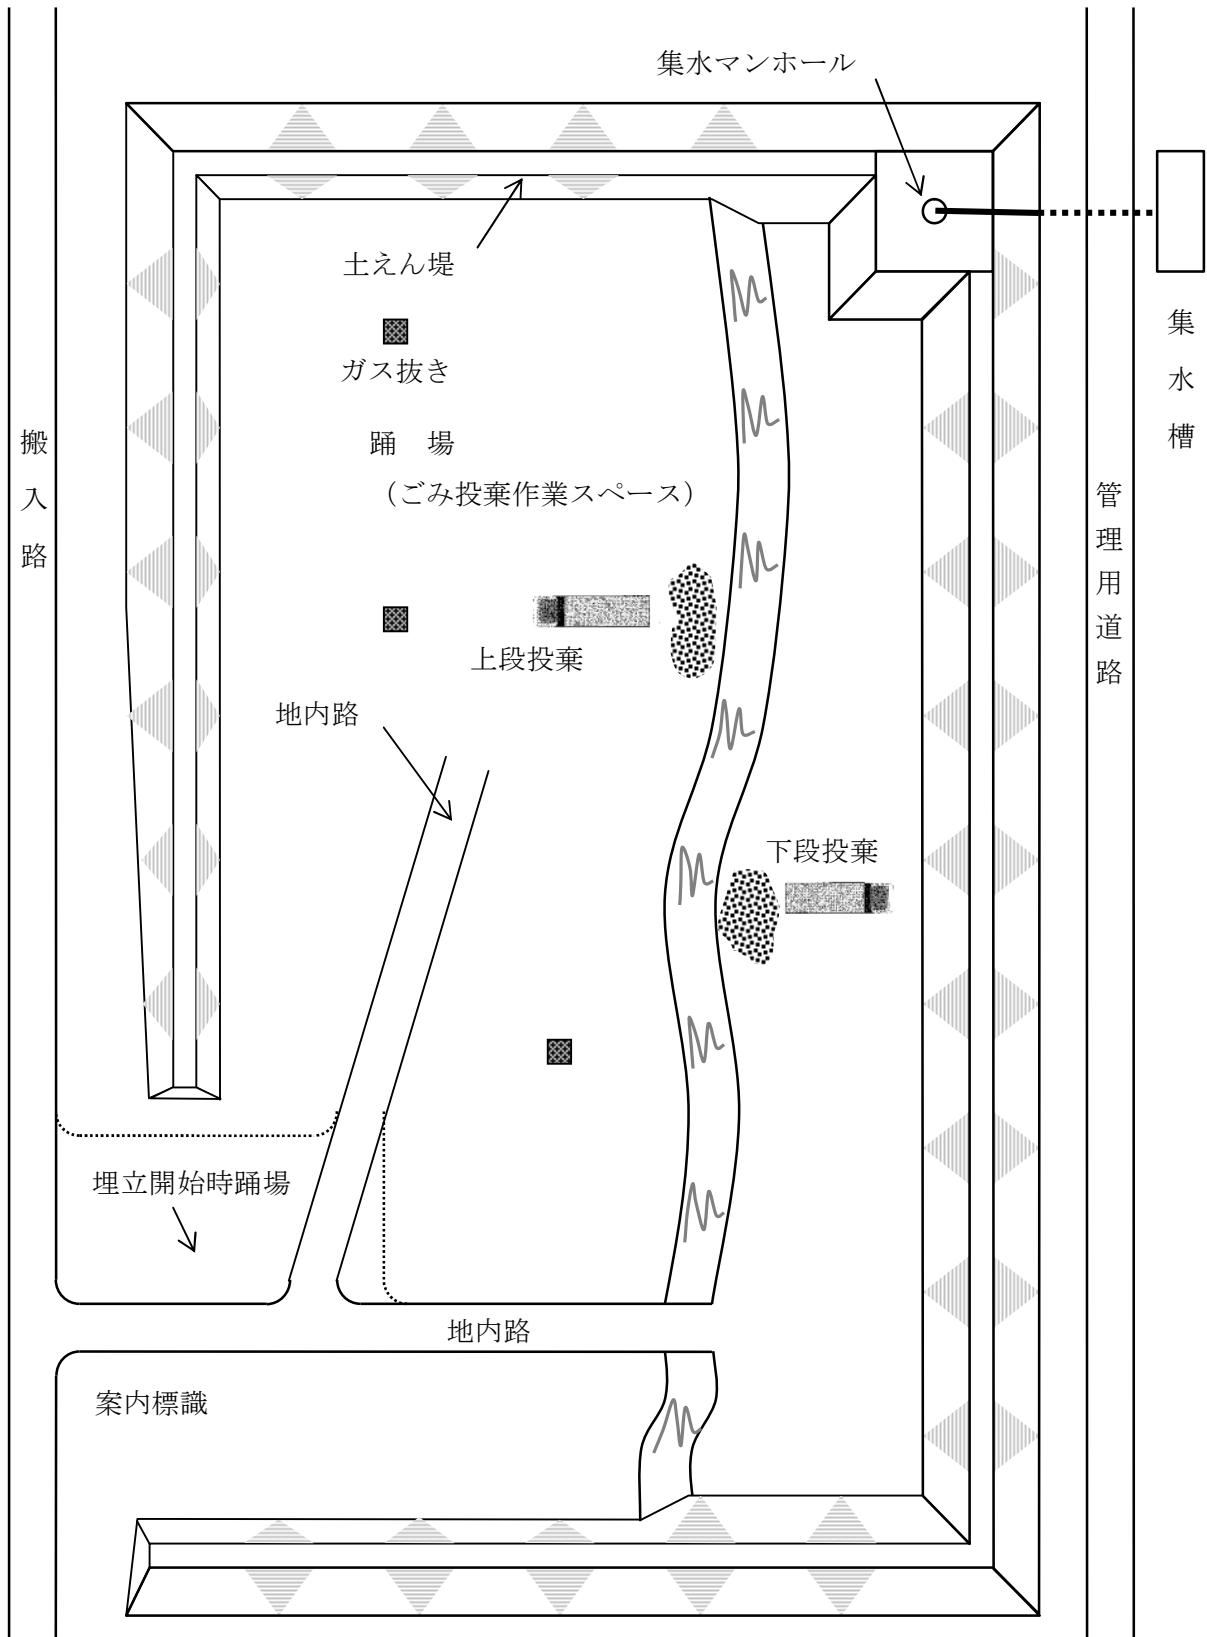 集水マンホール
土えん堤
集水槽
ガス抜き
搬入路
踊　場
（ごみ投棄作業スペース）
管理用道路
上段投棄
地内路
下段投棄
埋立開始時踊場
地内路
案内標識